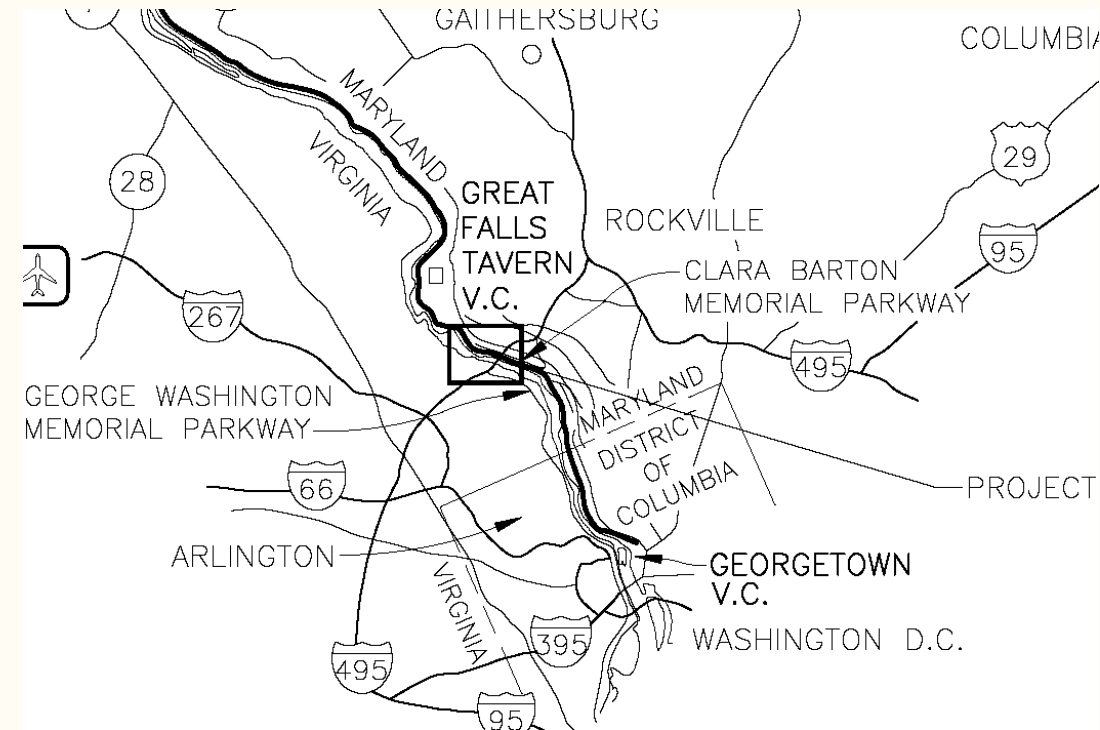 GAITHERSBURG
COLUMBIA
MARYLAND
VIRGINIA
28
29
95
GREAT
FALLS
TAVERN
V.C.
ROCKVILLE
CLARA BARTON
MEMORIAL PARKWAY
267
495
GEORGE WASHINGTON
MEMORIAL PARKWAY
MARYLAND
DISTRICT
OF
COLUMBIA
66
PROJECT
ARLINGTON
GEORGETOWN
V.C.
VIRGINIA
395
WASHINGTON D.C.
495
95